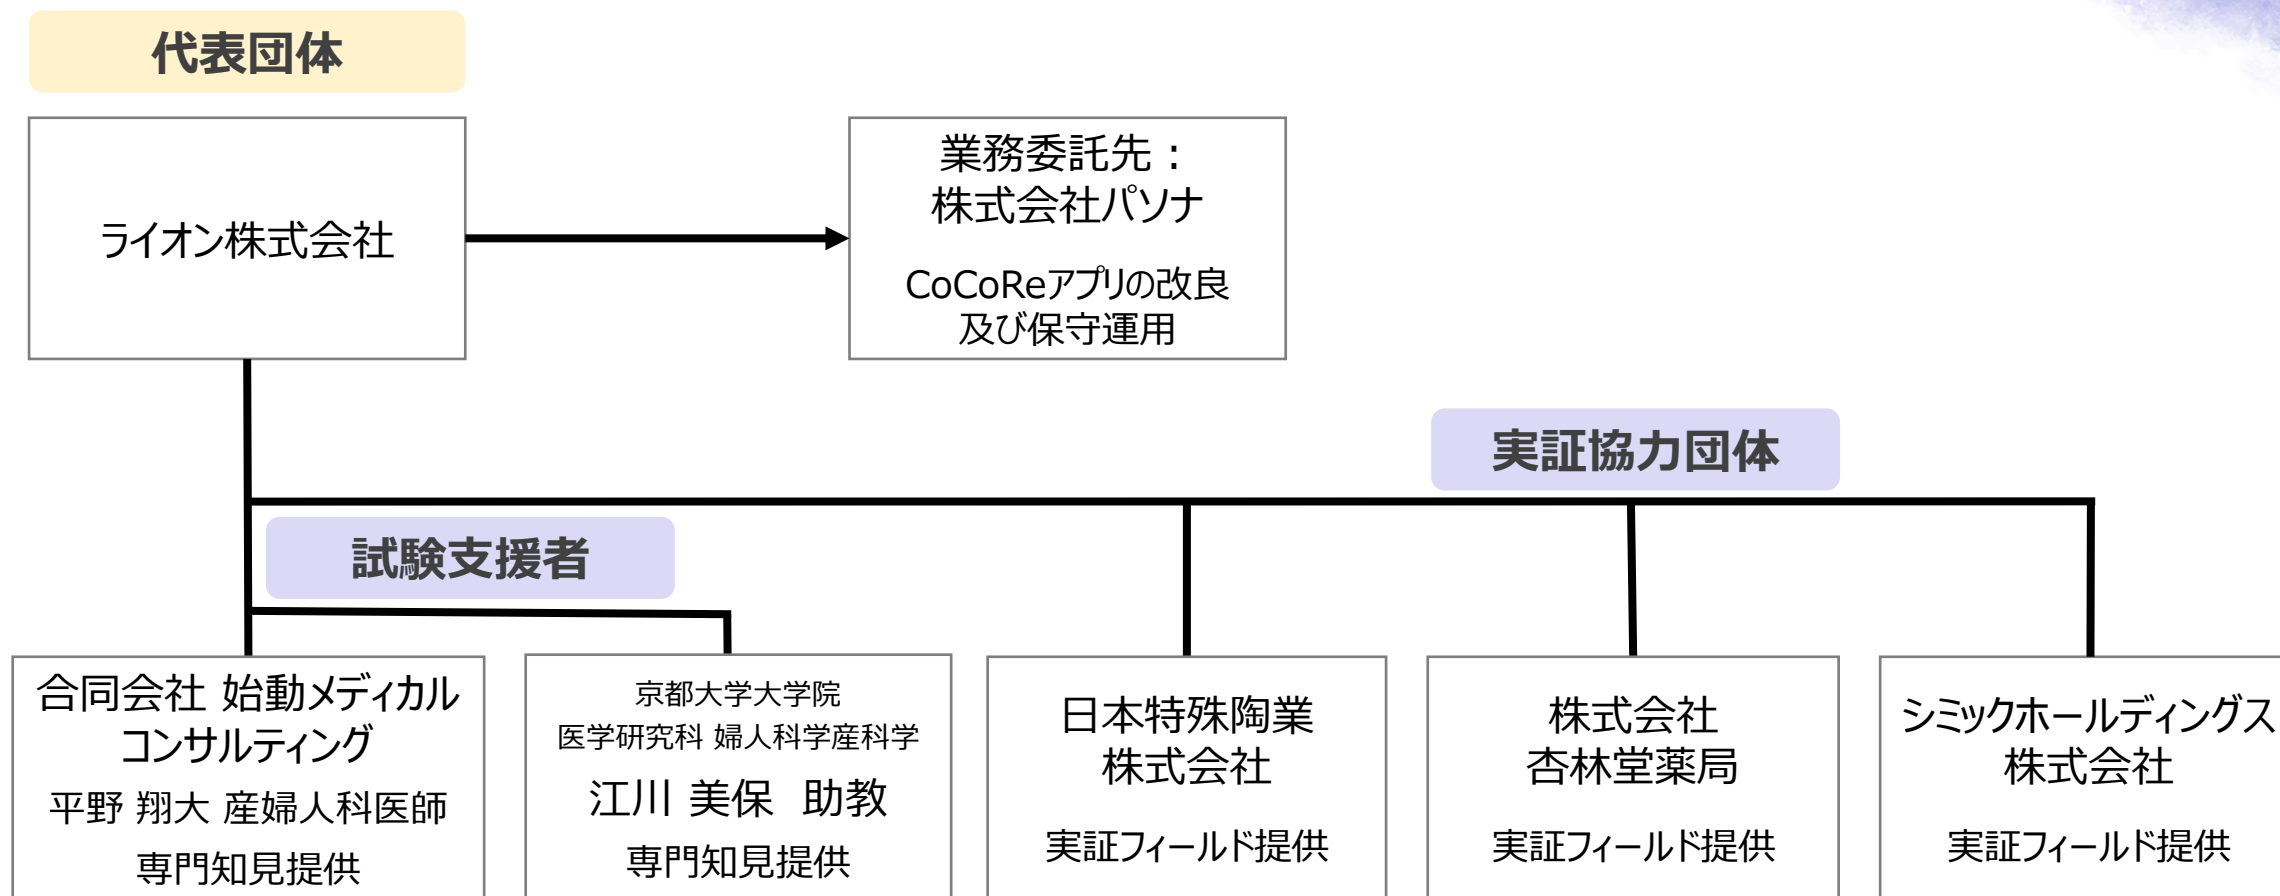 代表団体
ライオン株式会社
業務委託先：
株式会社パソナ
CoCoReアプリの改良
及び保守運用
実証協力団体
試験支援者
合同会社 始動メディカル
コンサルティング
平野 翔大 産婦人科医師
専門知見提供
京都大学大学院
医学研究科 婦人科学産科学
江川 美保 助教
専門知見提供
日本特殊陶業
株式会社
実証フィールド提供
株式会社
杏林堂薬局
実証フィールド提供
シミックホールディングス
株式会社
実証フィールド提供